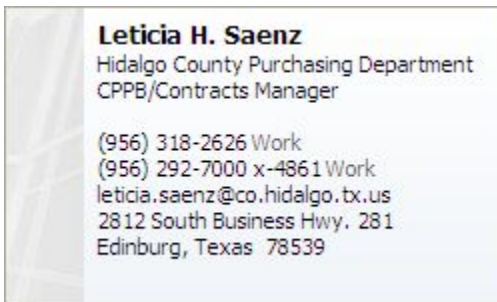 Leticia H. Saenz
Hidalgo County Purchasing Department
CPPB/Contracts Manager
(956) 318-2626 Work
(956) 292-7000 x-4861 Work
leticia.saenz@co.hidalgo.tx.us
2812 South Business Hwy. 281
Edinburg, Texas  78539